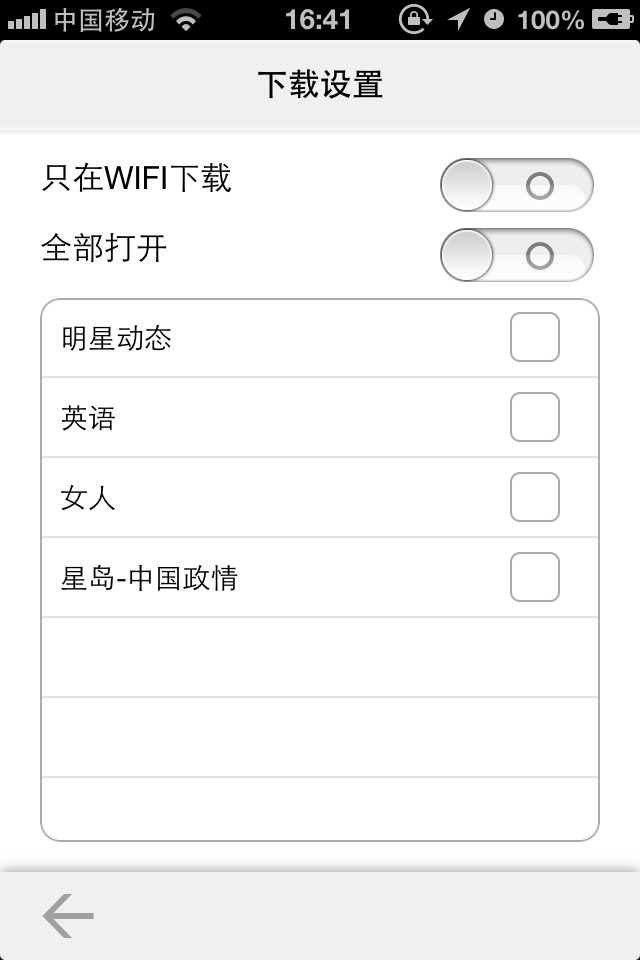 中国移动 16:41 100%
下载设置
只在WIFI下载
全部打开
明星动态
英语
女人
星岛-中国政情